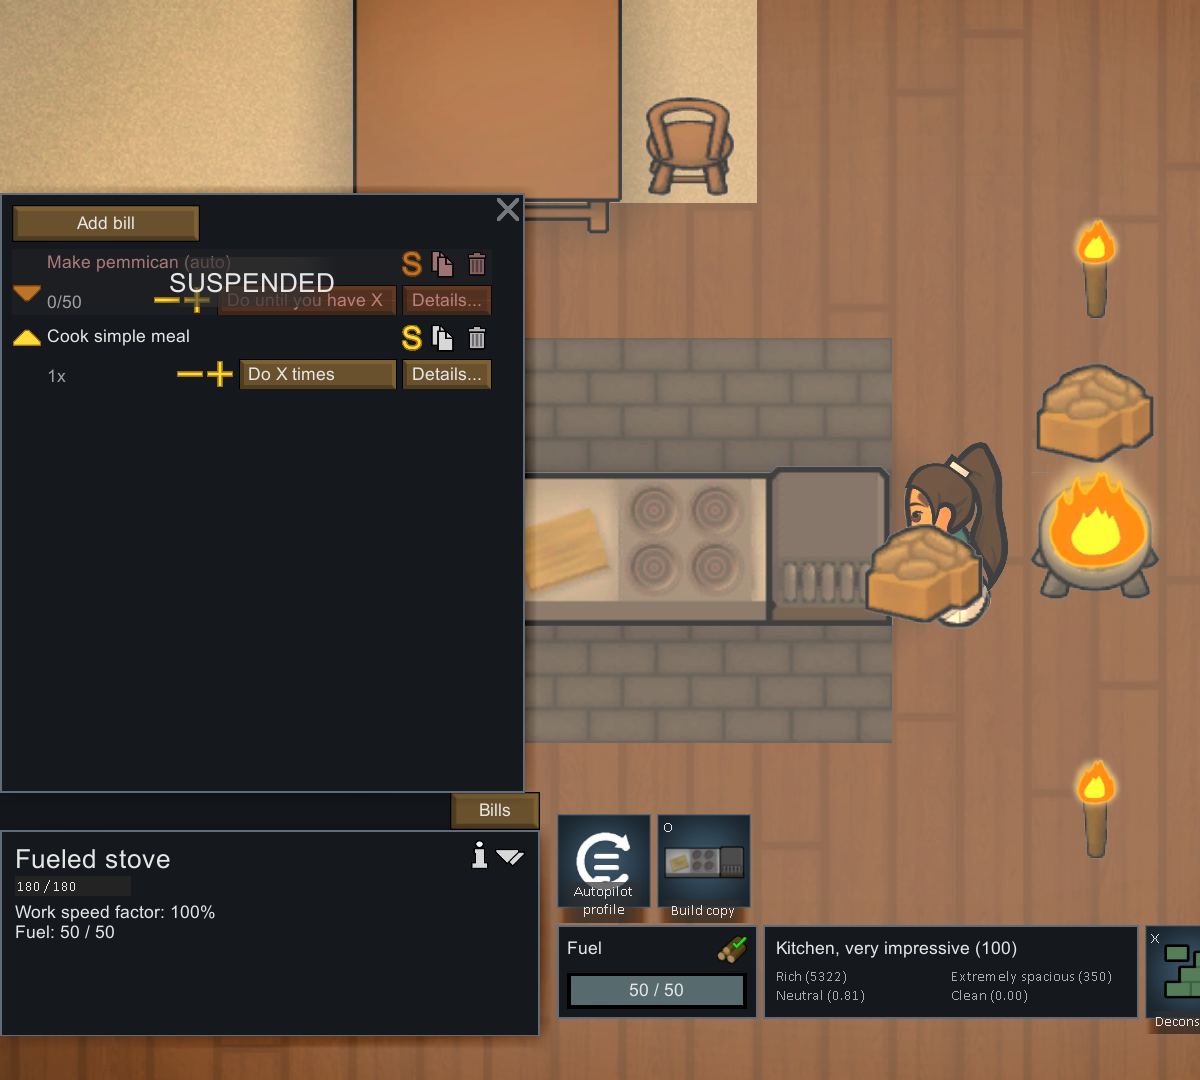 Add bill
Make pemmican (auto)
S
SUSPENDED
0/50
Do until you have X
Details...
Cook simple meal
S
1x
Do X times
Details...
Bills
Fueled stove
180 / 180
Work speed factor: 100%
Fuel: 50 / 50
Autopilot
profile
O
Build copy
Fuel
50 / 50
Kitchen, very impressive (100)
Rich (5322)
Extremely spacious (350)
Neutral (0.81)
Clean (0.00)
X
Decons